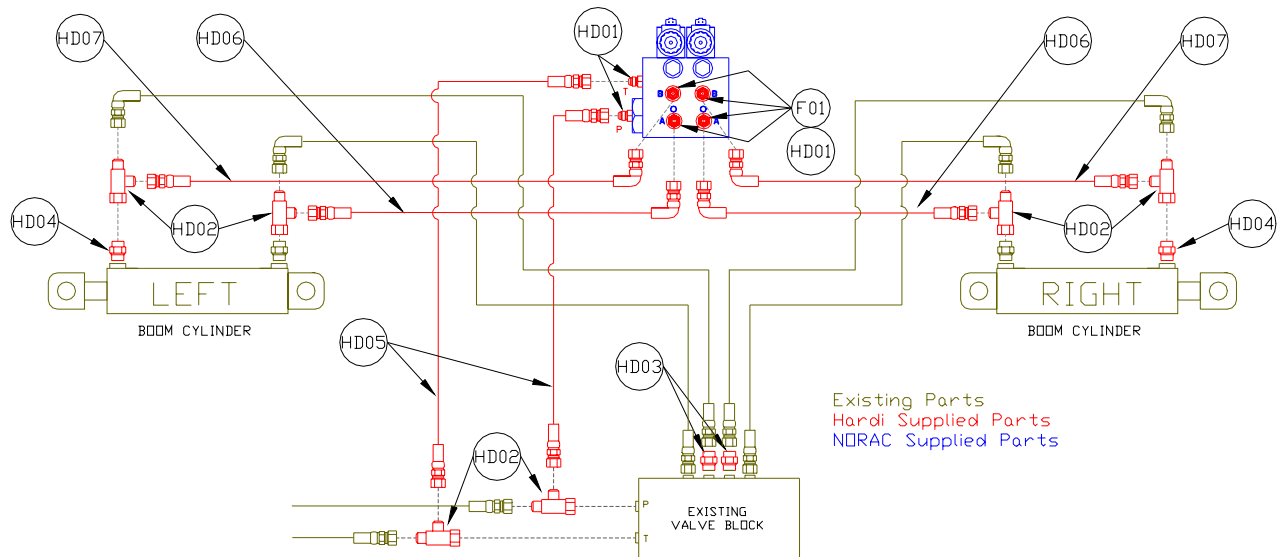 HD07
HD06
HD01
HD06
HD07
T
P
B
B
A
A
F01
HD01
HD04
HD02
HD02
HD04
LEFT
RIGHT
BOOM CYLINDER
BOOM CYLINDER
HD05
HD03
Existing Parts
Hardi Supplied Parts
NORAC Supplied Parts
HD02
P
T
EXISTING
VALVE BLOCK